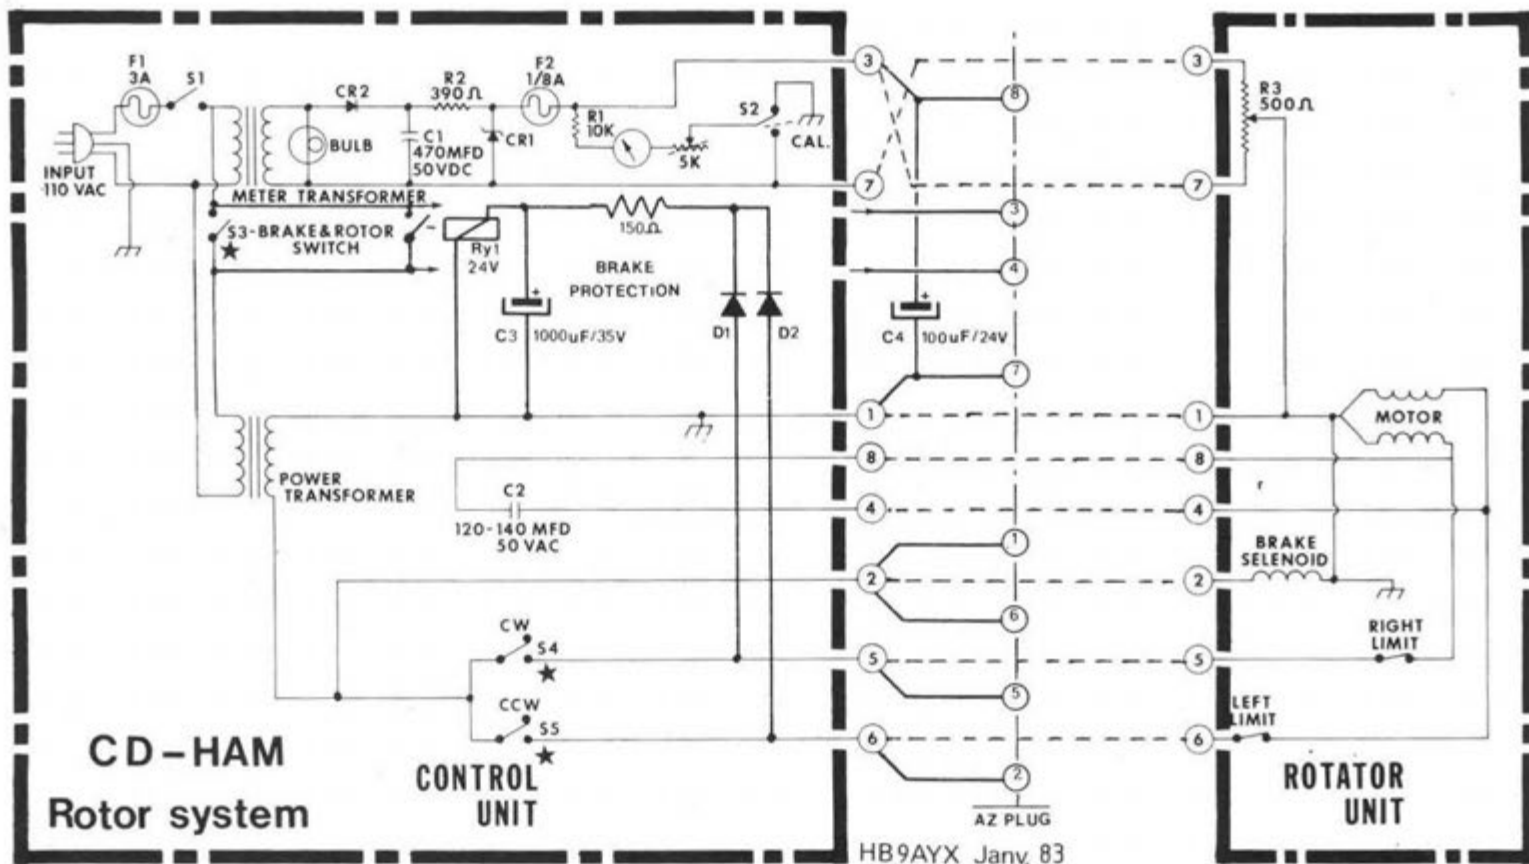 F1
3A
S1
INPUT
110 VAC
BULB
CR2
C1
470MFD
50VDC
R2
390Ω
CR1
F2
1/8A
R1
10K
5K
S2
CAL.
METER TRANSFORMER
S3-BRAKE&ROTOR
SWITCH
★
~
Ry1
24V
150Ω
BRAKE
PROTECTION
+
C3 1000uF/35V
D1 D2
POWER
TRANSFORMER
C2
120-140 MFD
50 VAC
CW
S4
★
CCW
S5
★
CD-HAM
Rotor system
CONTROL
UNIT
3
7
1
8
4
2
5
6
8
3
4
+
C4 100uF/24V
7
1
6
5
2
AZ PLUG
HB9AYX Janv. 83
3
7
1
8
4
2
5
6
R3
500Ω
MOTOR
r
BRAKE
SELENOID
RIGHT
LIMIT
LEFT
LIMIT
ROTATOR
UNIT